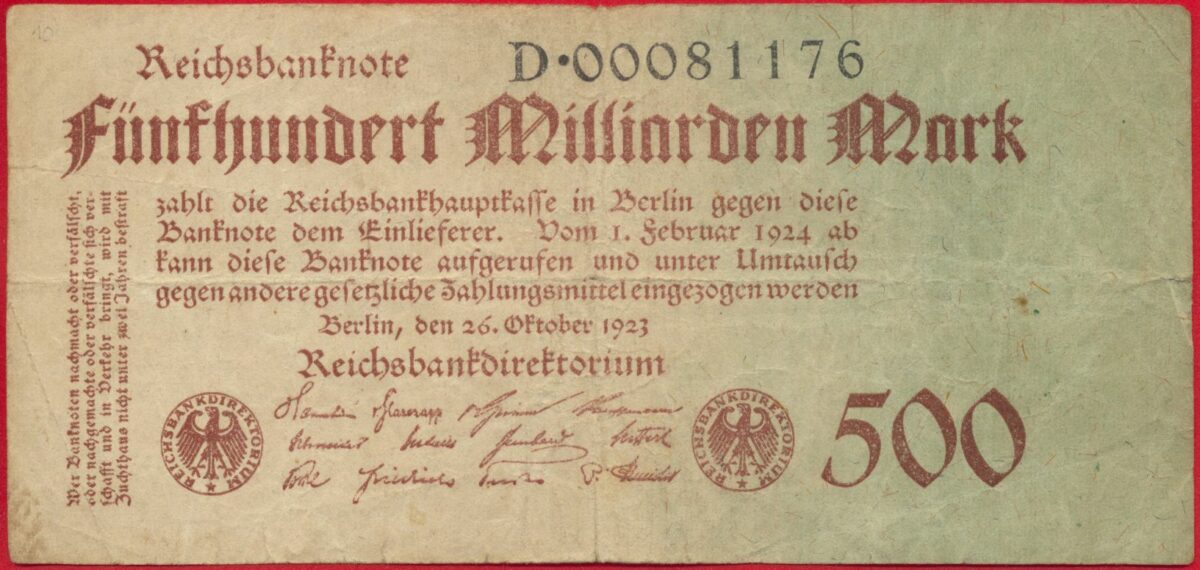 10
Reichsbanknote
D·00081176
Fünfhundert Milliarden Mark
zahlt die Reichsbankhauptkasse in Berlin gegen diese
Banknote dem Einlieferer. Vom 1. Februar 1924 ab
kann diese Banknote aufgerufen und unter Umtausch
gegen andere gesetzliche Zahlungsmittel eingezogen werden
Berlin, den 26. Oktober 1923
Reichsbankdirektorium
Wer Banknoten nachmacht oder verfälscht,
oder nachgemachte oder verfälschte sich ver-
schafft und in Verkehr bringt, wird mit
Zuchthaus nicht unter zwei Jahren bestraft
REICHSBANKDIREKTORIUM
REICHSBANKDIREKTORIUM
500